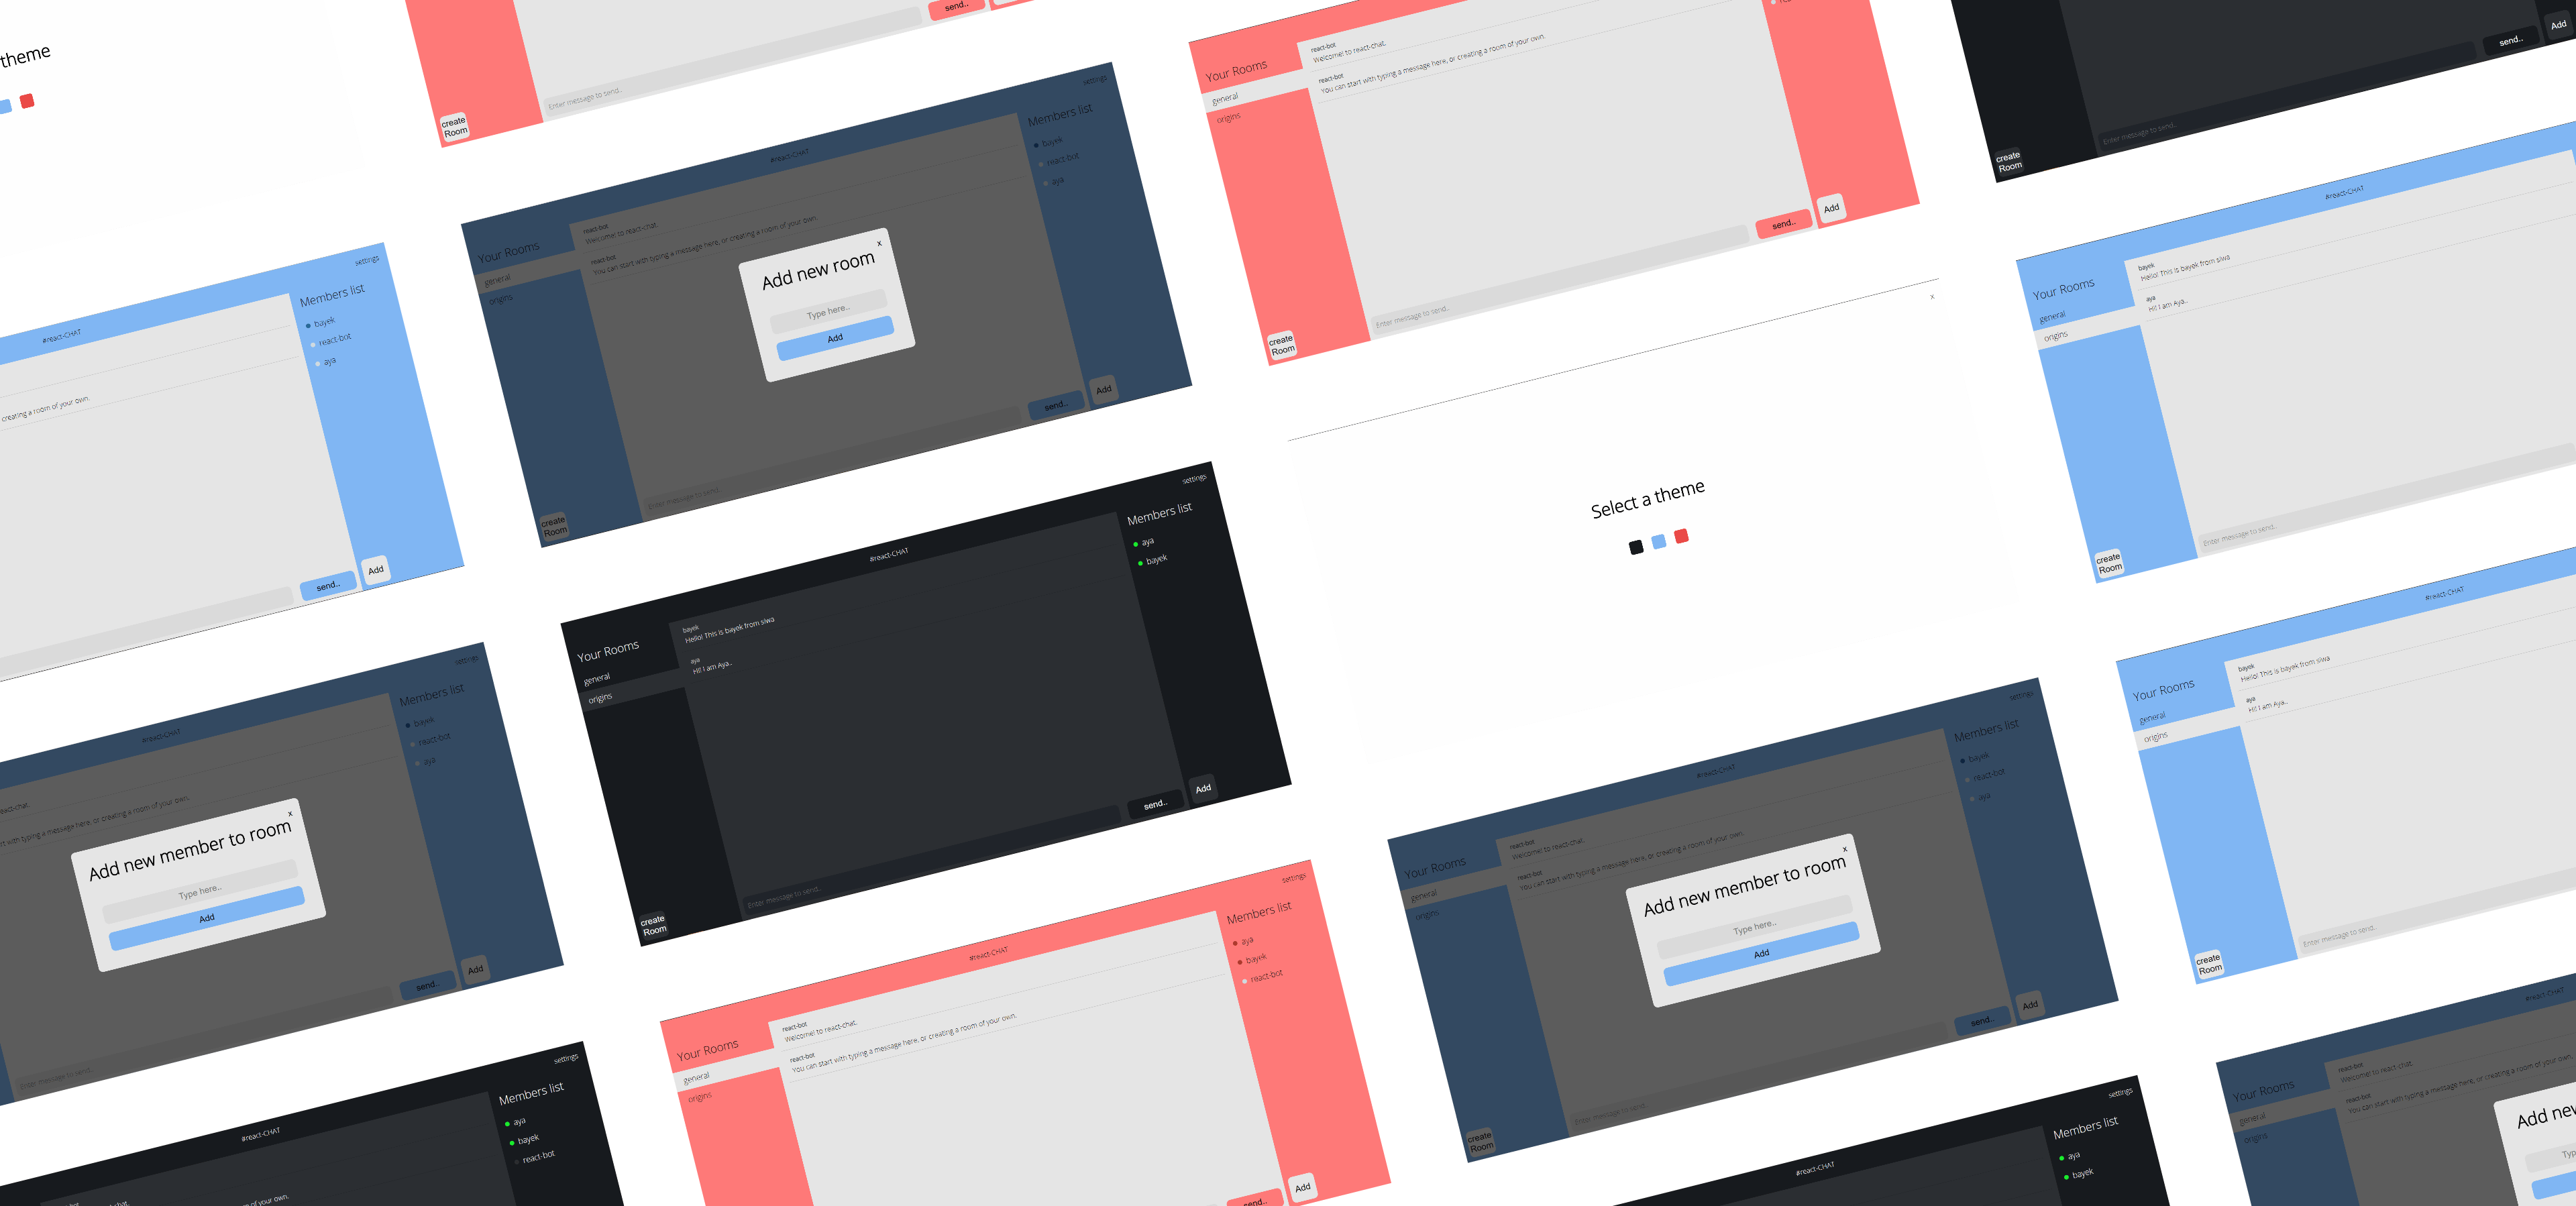 theme
send..
Enter message to send..
create
Room
settings
#react-CHAT
Members list
bayek
react-bot
aya
creating a room of your own.
send..
Add
settings
#react-CHAT
Members list
bayek
react-bot
aya
Your Rooms
general
origins
react-bot
Welcome! to react-chat.
react-bot
You can start with typing a message here, or creating a room of your own.
x
Add new room
Type here..
Add
Enter message to send..
send..
Add
create
Room
Your Rooms
general
origins
react-bot
Welcome! to react-chat.
react-bot
You can start with typing a message here, or creating a room of your own.
Enter message to send..
send..
Add
create
Room
send..
Add
Enter message to send..
create
Room
#react-CHAT
Your Rooms
general
origins
bayek
Hello! This is bayek from siwa
aya
Hi! I am Aya..
Enter message to send..
create
Room
x
Select a theme
settings
#react-CHAT
Members list
bayek
react-bot
aya
react-chat.
with typing a message here, or creating a room of your own.
x
Add new member to room
Type here..
Add
Enter message to send..
send..
Add
settings
#react-CHAT
Members list
aya
bayek
Your Rooms
general
origins
bayek
Hello! This is bayek from siwa
aya
Hi! I am Aya..
Enter message to send..
send..
Add
create
Room
settings
#react-CHAT
Members list
bayek
react-bot
aya
Your Rooms
general
origins
react-bot
Welcome! to react-chat.
react-bot
You can start with typing a message here, or creating a room of your own.
x
Add new member to room
Type here..
Add
Enter message to send..
send..
Add
create
Room
#react-CHAT
Your Rooms
general
origins
bayek
Hello! This is bayek from siwa
aya
Hi! I am Aya..
Enter message to send..
create
Room
settings
#react-CHAT
Members list
aya
bayek
react-bot
of your own.
settings
#react-CHAT
Members list
aya
bayek
react-bot
Your Rooms
general
origins
react-bot
Welcome! to react-chat.
react-bot
You can start with typing a message here, or creating a room of your own.
send..
Add
settings
#react-CHAT
Members list
aya
bayek
#react-CHAT
Your Rooms
general
origins
react-bot
Welcome! to react-chat.
react-bot
You can start with typing a message here, or creating a room of your own.
Add new